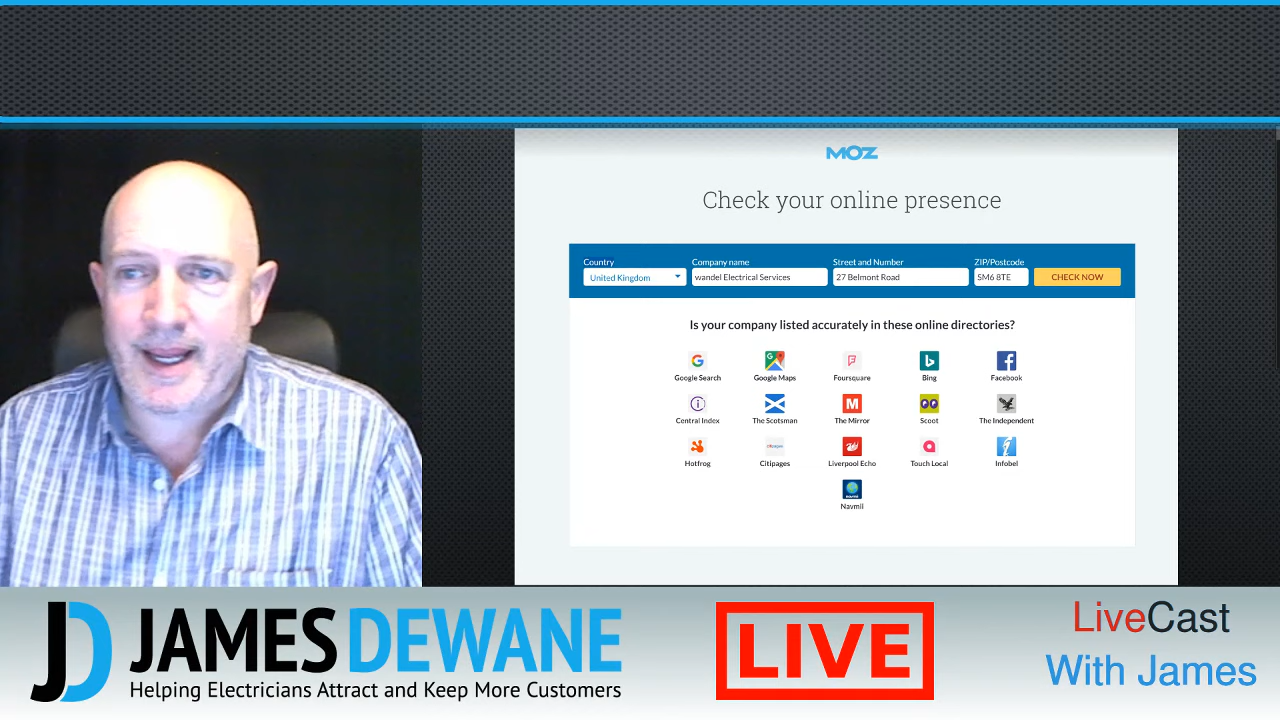 MOZ
Check your online presence
Country Company name Street and Number ZIP/Postcode
United Kingdom wandel Electrical Services 27 Belmont Road SM6 8TE CHECK NOW
Is your company listed accurately in these online directories?
Google Search Google Maps Foursquare Bing Facebook
Central Index The Scotsman The Mirror Scoot The Independent
Hotfrog Citipages Liverpool Echo Touch Local Infobel
Navmii
JD JAMESDEWANE
Helping Electricians Attract and Keep More Customers
LIVE
LiveCast
With James